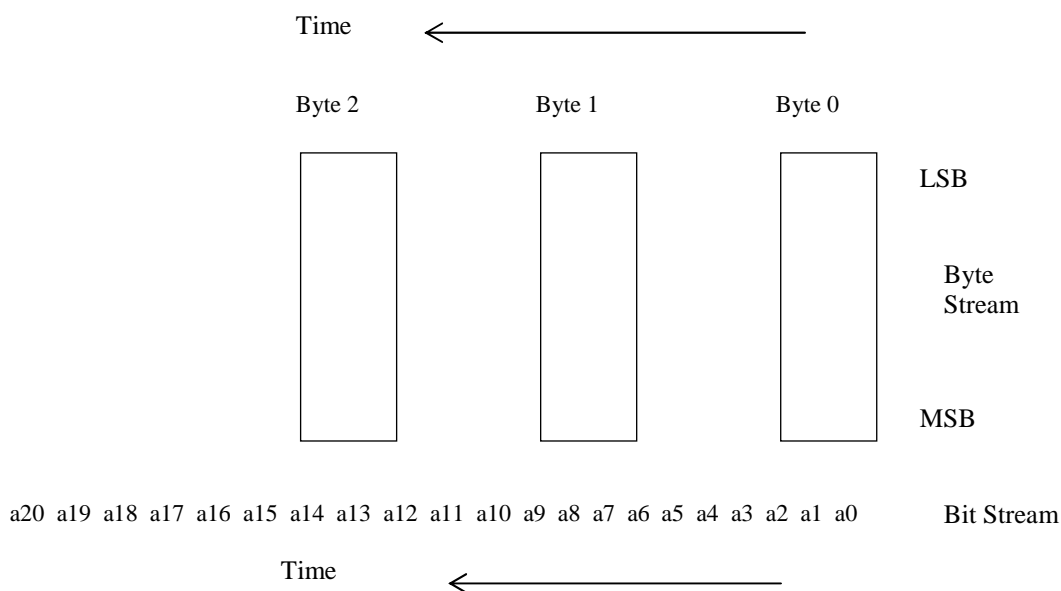 Time
Byte 2 Byte 1 Byte 0
LSB
Byte
Stream
MSB
a20 a19 a18 a17 a16 a15 a14 a13 a12 a11 a10 a9 a8 a7 a6 a5 a4 a3 a2 a1 a0 Bit Stream
Time